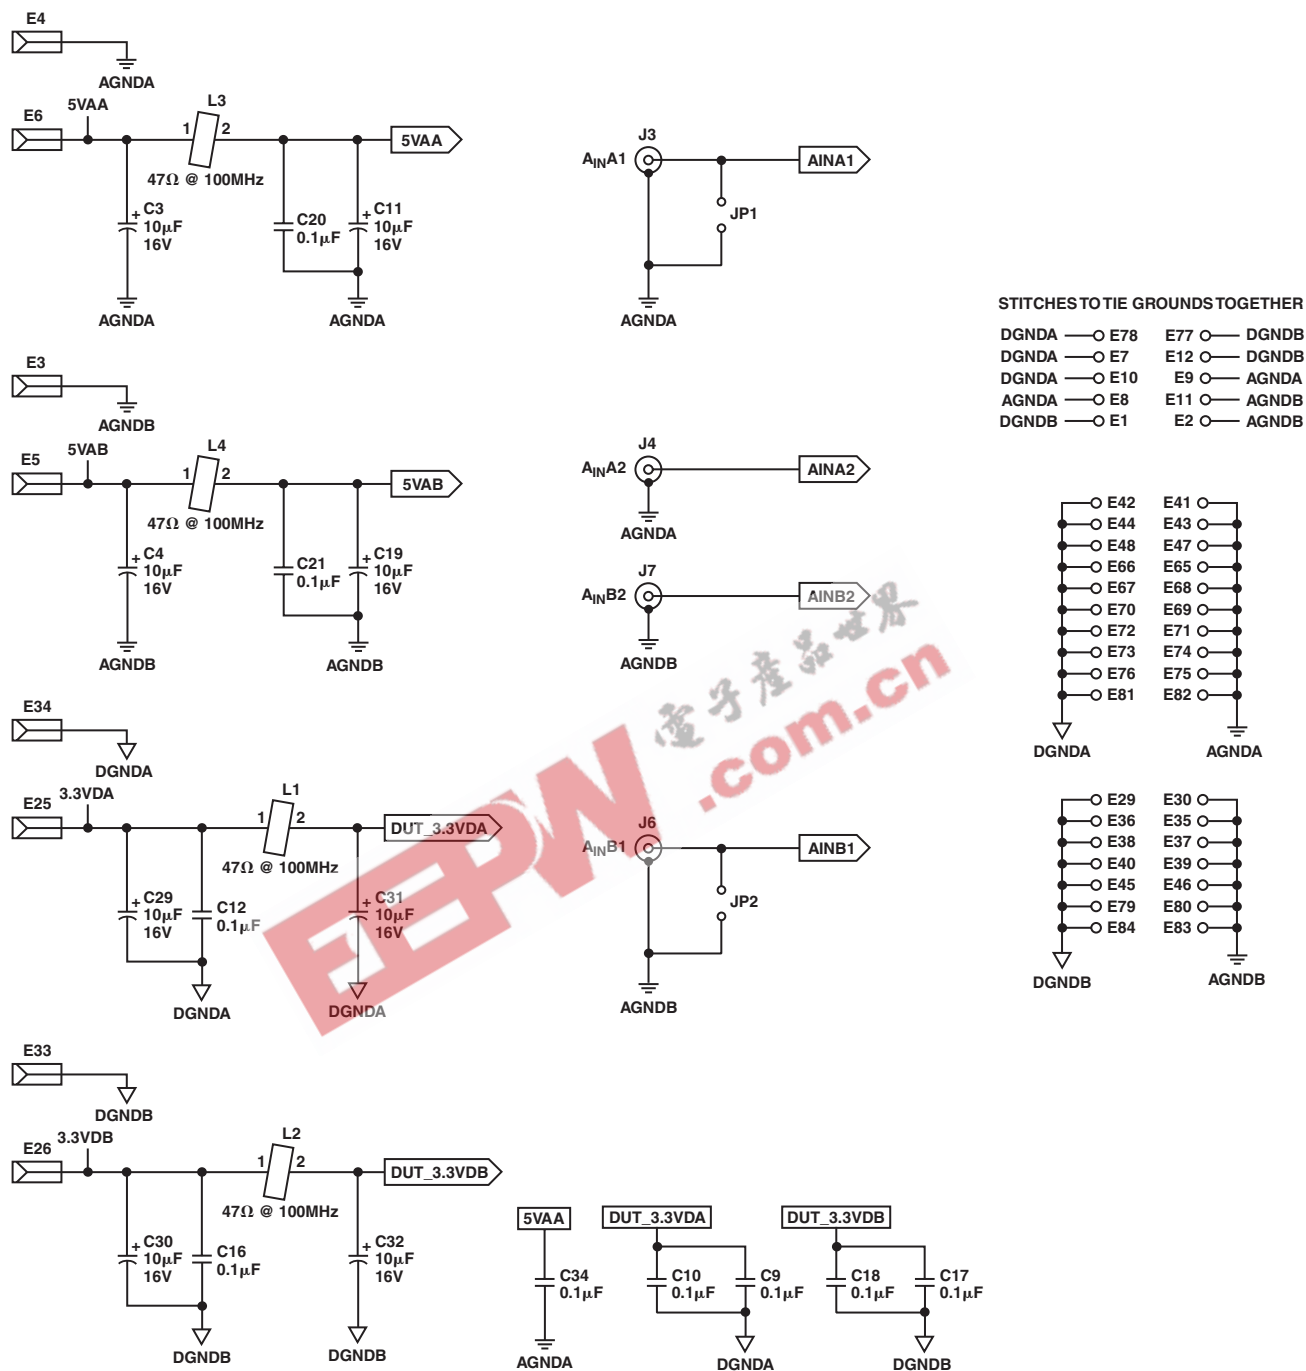 E4
AGNDA
E6
5VAA
1
L3
2
47Ω @ 100MHz
5VAA
+ C3
10µF
16V
C20
0.1µF
+ C11
10µF
16V
AGNDA
AGNDA
J3
AINA1
AINA1
JP1
AGNDA
STITCHES TO TIE GROUNDS TOGETHER
DGNDA E78 E77 DGNDB
DGNDA E7 E12 DGNDB
DGNDA E10 E9 AGNDA
AGNDA E8 E11 AGNDB
DGNDB E1 E2 AGNDB
E3
AGNDB
E5
5VAB
1
L4
2
47Ω @ 100MHz
5VAB
+ C4
10µF
16V
C21
0.1µF
+ C19
10µF
16V
AGNDB
AGNDB
J4
AINA2
AINA2
AGNDA
J7
AINB2
AINB2
AGNDB
E42 E41
E44 E43
E48 E47
E66 E65
E67 E68
E70 E69
E72 E71
E73 E74
E76 E75
E81 E82
DGNDA AGNDA
E34
DGNDA
E25
3.3VDA
1
L1
2
47Ω @ 100MHz
DUT_3.3VDA
+ C29
10µF
16V
C12
0.1µF
+ C31
10µF
16V
DGNDA
DGNDA
J6
AINB1
AINB1
JP2
AGNDB
E29 E30
E36 E35
E38 E37
E40 E39
E45 E46
E79 E80
E84 E83
DGNDB AGNDB
EEPW
電子產品世界
.com.cn
E33
DGNDB
E26
3.3VDB
1
L2
2
47Ω @ 100MHz
DUT_3.3VDB
+ C30
10µF
16V
C16
0.1µF
+ C32
10µF
16V
DGNDB
DGNDB
5VAA
C34
0.1µF
AGNDA
DUT_3.3VDA
C10
0.1µF
C9
0.1µF
DGNDA
DUT_3.3VDB
C18
0.1µF
C17
0.1µF
DGNDB